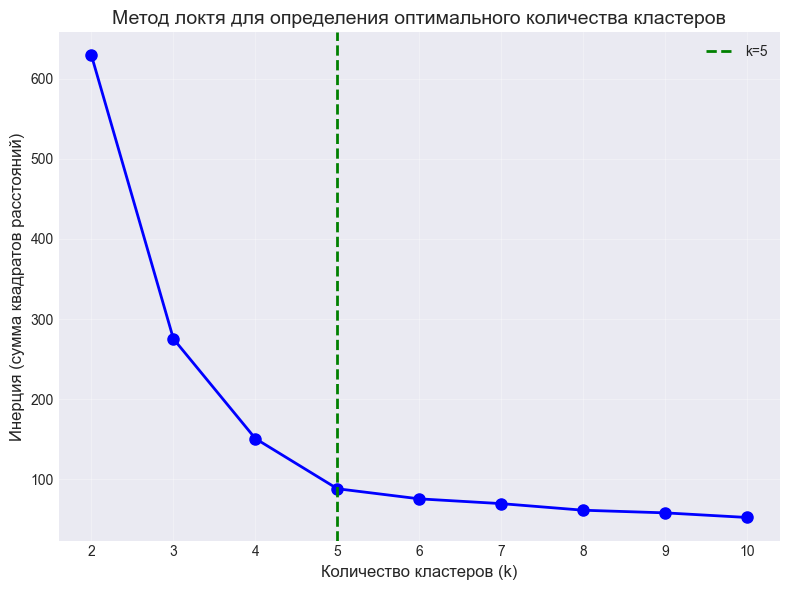 Метод локтя для определения оптимального количества кластеров
k=5
Инерция (сумма квадратов расстояний)
600
500
400
300
200
100
2 3 4 5 6 7 8 9 10
Количество кластеров (k)